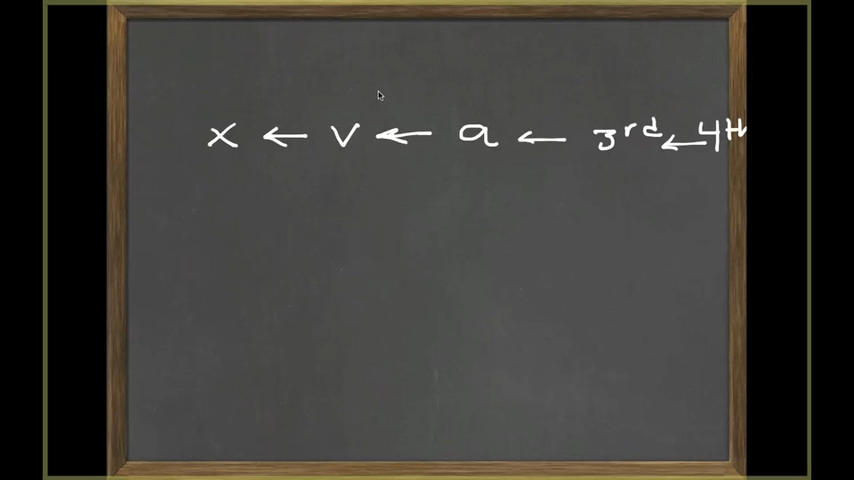 x ← v ← a ← 3rd ← 4th